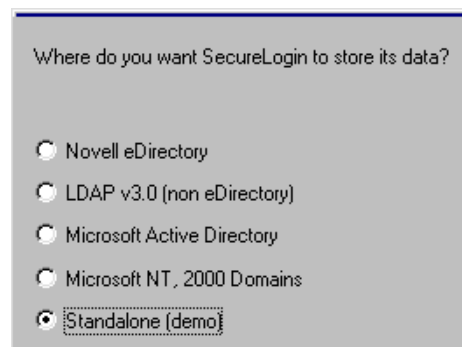 Where do you want SecureLogin to store its data?
Novell eDirectory
LDAP v3.0 (non eDirectory)
Microsoft Active Directory
Microsoft NT, 2000 Domains
Standalone (demo)